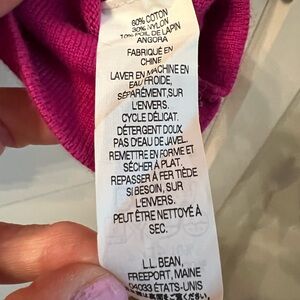 60% COTON
30% NYLON
10% POIL DE LAPIN
ANGORA
FABRIQUÉ EN
CHINE
LAVER EN MACHINE EN
EAU FROIDE,
SÉPARÉMENT,SUR
L'ENVERS.
CYCLE DÉLICAT.
DÉTERGENT DOUX.
PAS D'EAU DE JAVEL.
REMETTRE EN FORME ET
SÉCHER À PLAT.
REPASSER À FER TIÈDE
SI BESOIN, SUR
L'ENVERS.
PEUT ÊTRE NETTOYÉ À
SEC.
L.L. BEAN,
FREEPORT, MAINE
04033 ÉTATS-UNIS